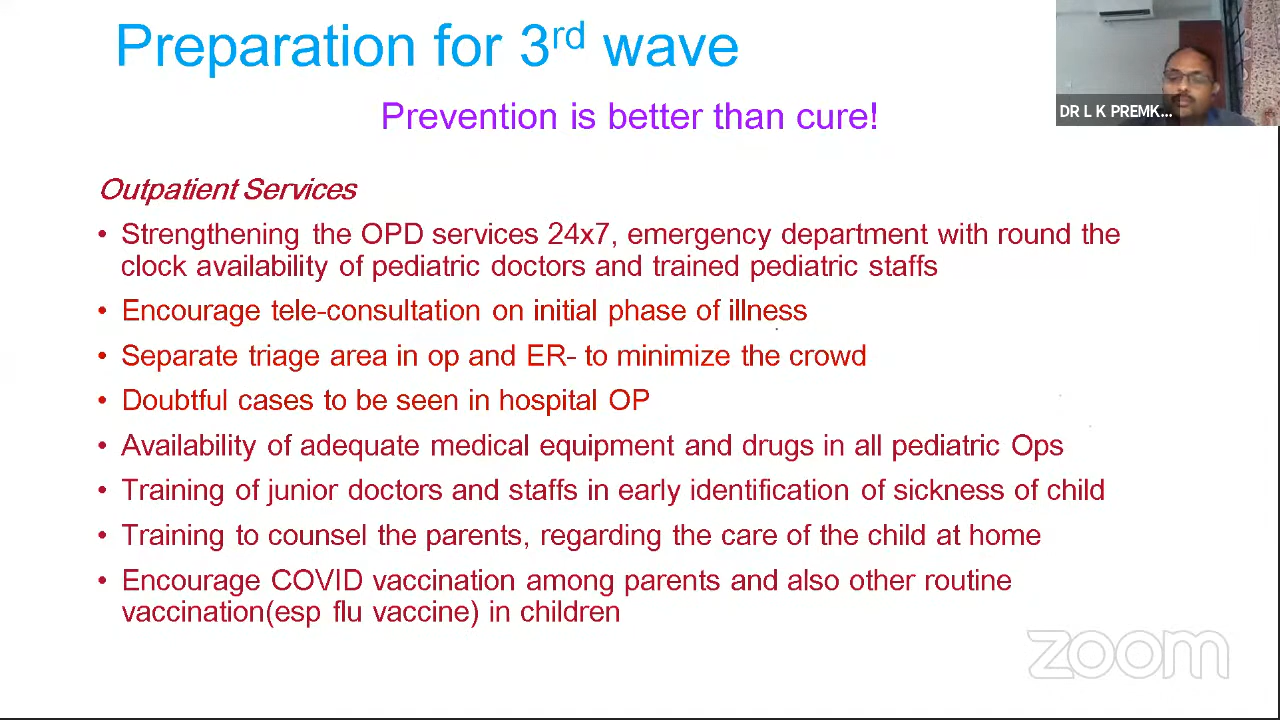 Preparation for 3rd wave
Prevention is better than cure!
DR L K PREMK...
Outpatient Services
• Strengthening the OPD services 24x7, emergency department with round the
clock availability of pediatric doctors and trained pediatric staffs
• Encourage tele-consultation on initial phase of illness
• Separate triage area in op and ER- to minimize the crowd
• Doubtful cases to be seen in hospital OP
• Availability of adequate medical equipment and drugs in all pediatric Ops
• Training of junior doctors and staffs in early identification of sickness of child
• Training to counsel the parents, regarding the care of the child at home
• Encourage COVID vaccination among parents and also other routine
vaccination(esp flu vaccine) in children
zoom